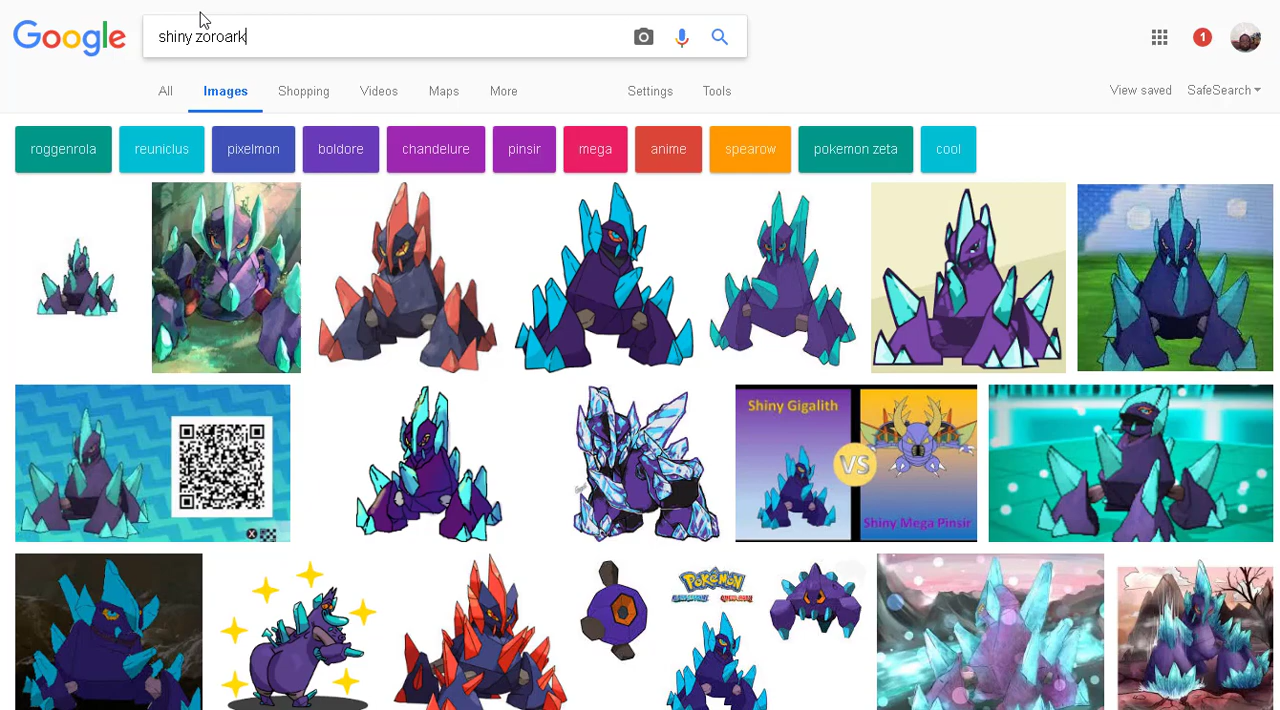 Google
shiny zoroark
1
All Images Shopping Videos Maps More Settings Tools
View saved SafeSearch
roggenrola reuniclus pixelmon boldore chandelure pinsir mega anime spearow pokemon zeta cool
Shiny Gigalith
VS
Shiny Mega Pinsir
X
POKéMON